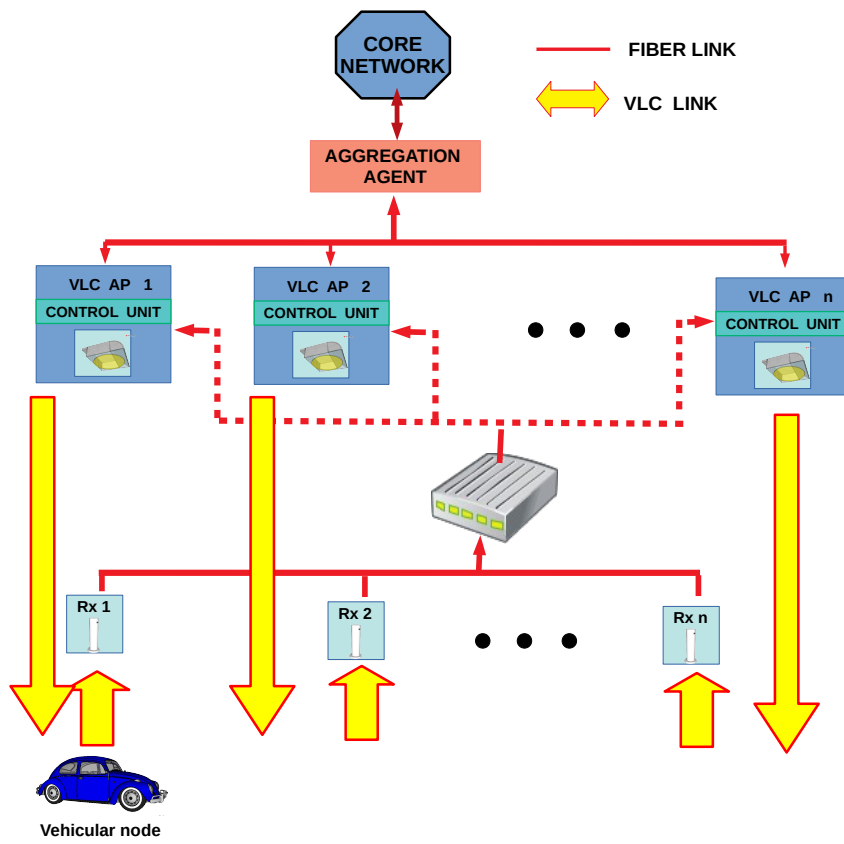 CORE
NETWORK
FIBER LINK
VLC LINK
AGGREGATION
AGENT
VLC AP 1
CONTROL UNIT
VLC AP 2
CONTROL UNIT
VLC AP n
CONTROL UNIT
Rx 1
Rx 2
Rx n
Vehicular node